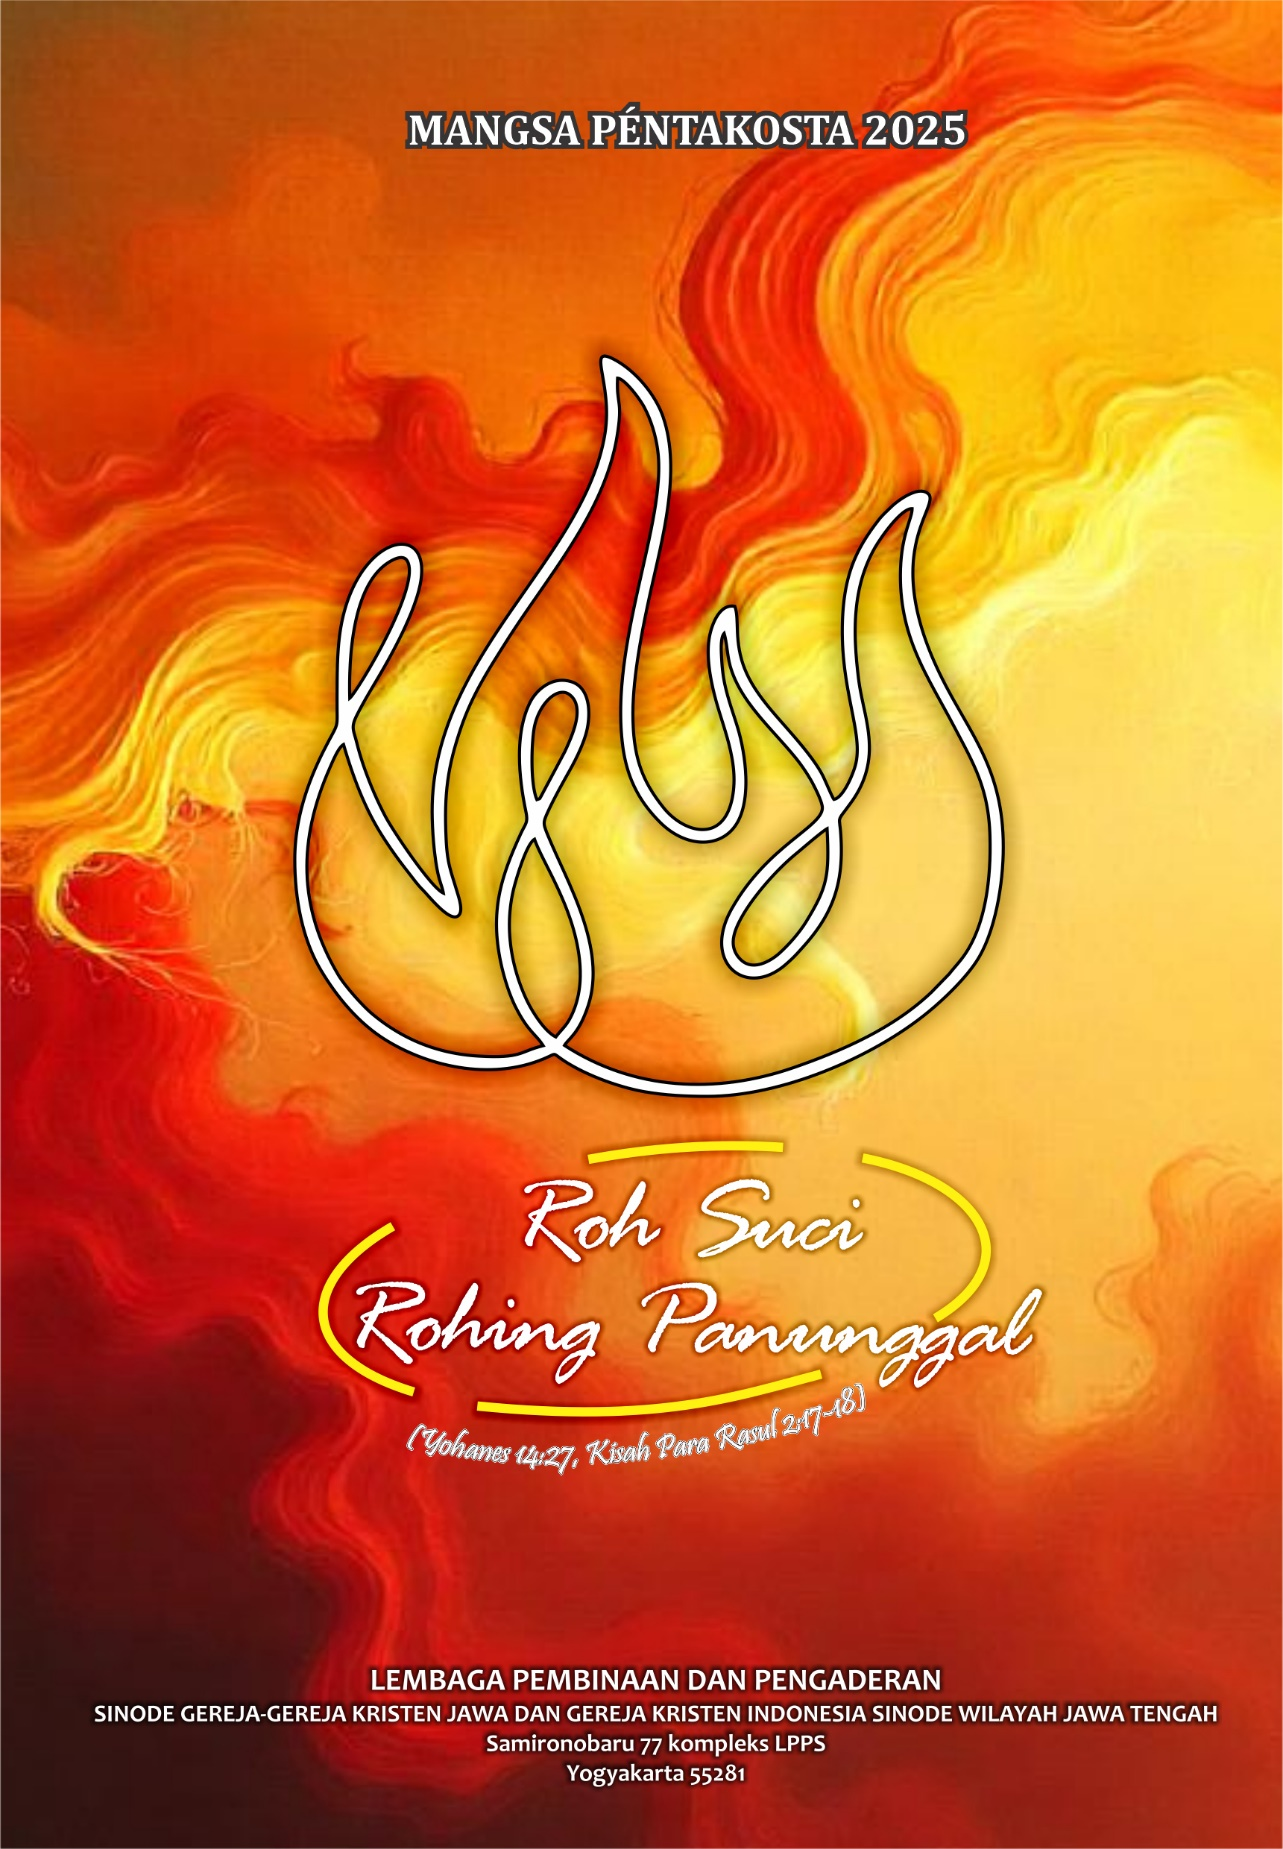 MANGSA PÉNTAKOSTA 2025
Roh Suci
Rohing Panunggal
(Yohanes 14:27, Kisah Para Rasul 2:17-18)
LEMBAGA PEMBINAAN DAN PENGADERAN
SINODE GEREJA-GEREJA KRISTEN JAWA DAN GEREJA KRISTEN INDONESIA SINODE WILAYAH JAWA TENGAH
Samironobaru 77 kompleks LPPS
Yogyakarta 55281